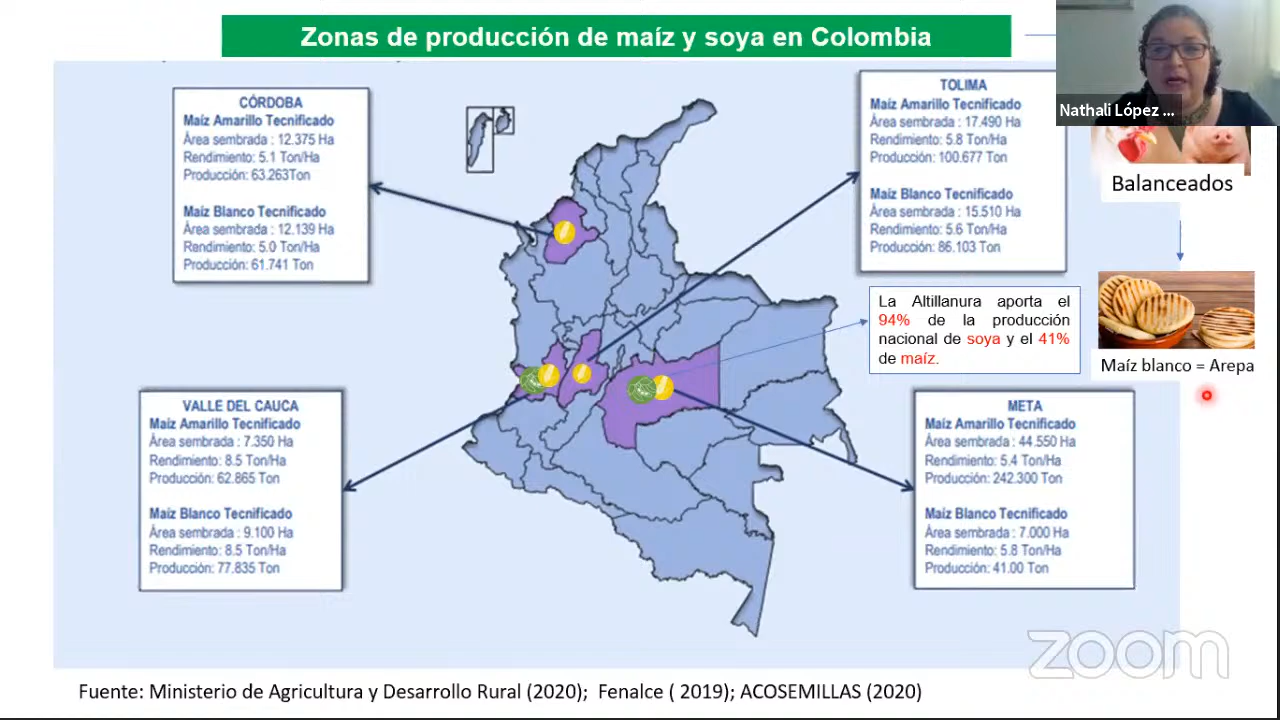 Zonas de producción de maíz y soya en Colombia
Nathali López ...
CÓRDOBA
Maíz Amarillo Tecnificado
Área sembrada : 12.375 Ha
Rendimiento: 5.1 Ton/Ha
Producción: 63.263Ton
Maíz Blanco Tecnificado
Área sembrada : 12.139 Ha
Rendimiento: 5.0 Ton/Ha
Producción: 61.741 Ton
TOLIMA
Maíz Amarillo Tecnificado
Área sembrada : 17.490 Ha
Rendimiento: 5.8 Ton/Ha
Producción: 100.677 Ton
Maíz Blanco Tecnificado
Área sembrada : 15.510 Ha
Rendimiento: 5.6 Ton/Ha
Producción: 86.103 Ton
Balanceados
La Altillanura aporta el
94% de la producción
nacional de soya y el 41%
de maíz.
Maíz blanco = Arepa
VALLE DEL CAUCA
Maíz Amarillo Tecnificado
Área sembrada : 7.350 Ha
Rendimiento: 8.5 Ton/Ha
Producción: 62.865 Ton
Maíz Blanco Tecnificado
Área sembrada : 9.100 Ha
Rendimiento: 8.5 Ton/Ha
Producción: 77.835 Ton
META
Maíz Amarillo Tecnificado
Área sembrada : 44.550 Ha
Rendimiento: 5.4 Ton/Ha
Producción: 242.300 Ton
Maíz Blanco Tecnificado
Área sembrada : 7.000 Ha
Rendimiento: 5.8 Ton/Ha
Producción: 41.00 Ton
zoom
Fuente: Ministerio de Agricultura y Desarrollo Rural (2020); Fenalce ( 2019); ACOSEMILLAS (2020)